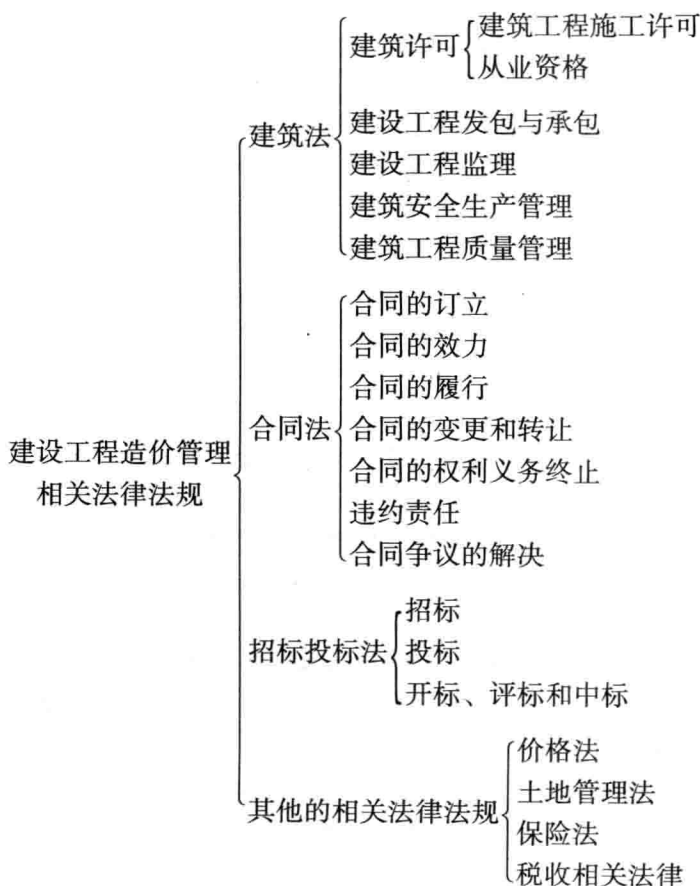 建设工程造价管理
相关法律法规
建筑法
建筑许可
建筑工程施工许可
从业资格
建设工程发包与承包
建设工程监理
建筑安全生产管理
建筑工程质量管理
合同法
合同的订立
合同的效力
合同的履行
合同的变更和转让
合同的权利义务终止
违约责任
合同争议的解决
招标投标法
招标
投标
开标、评标和中标
其他的相关法律法规
价格法
土地管理法
保险法
税收相关法律